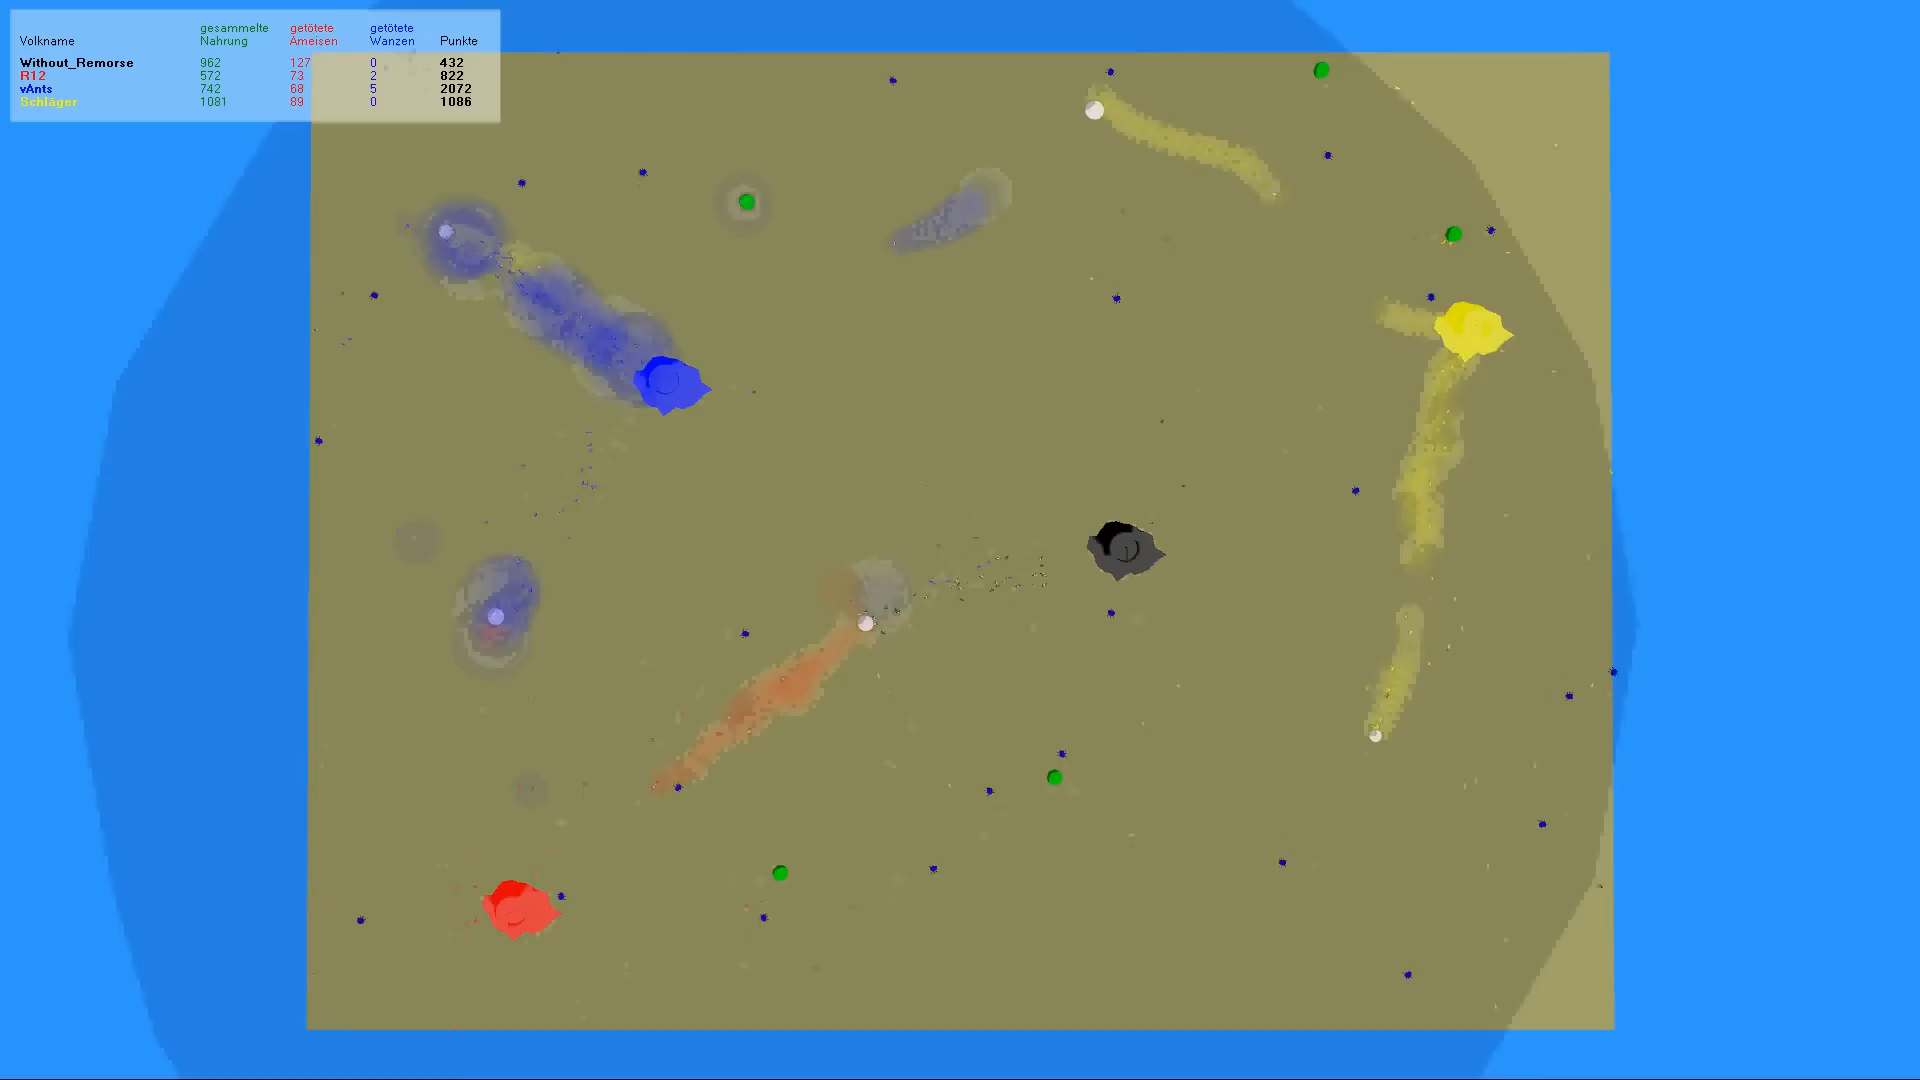 gesammelte getötete getötete
Volkname Nahrung Ameisen Wanzen Punkte
Without_Remorse 962 127 0 432
R12 572 73 2 822
vAnts 742 68 5 2072
Schläger 1081 89 0 1086